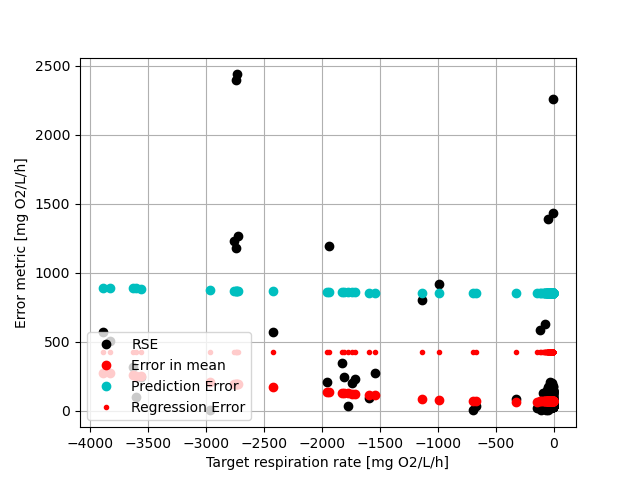 2500
2000
1500
1000
500
0
Error metric [mg O2/L/h]
RSE
Error in mean
Prediction Error
Regression Error
−4000 −3500 −3000 −2500 −2000 −1500 −1000 −500 0
Target respiration rate [mg O2/L/h]